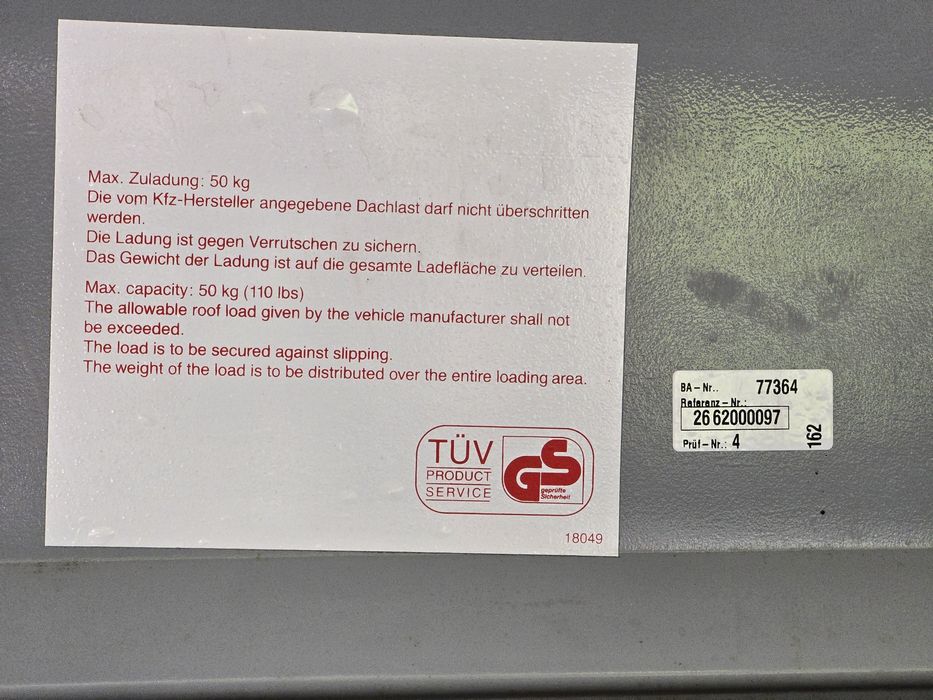 Max. Zuladung: 50 kg
Die vom Kfz-Hersteller angegebene Dachlast darf nicht überschritten
werden.
Die Ladung ist gegen Verrutschen zu sichern.
Das Gewicht der Ladung ist auf die gesamte Ladefläche zu verteilen.
Max. capacity: 50 kg (110 lbs)
The allowable roof load given by the vehicle manufacturer shall not
be exceeded.
The load is to be secured against slipping.
The weight of the load is to be distributed over the entire loading area.
TÜV
PRODUCT
SERVICE
GS
geprüfte
Sicherheit
18049
BA-Nr.. 77364
Referenz-Nr.:
26 62000097
Prüf-Nr.: 4
162